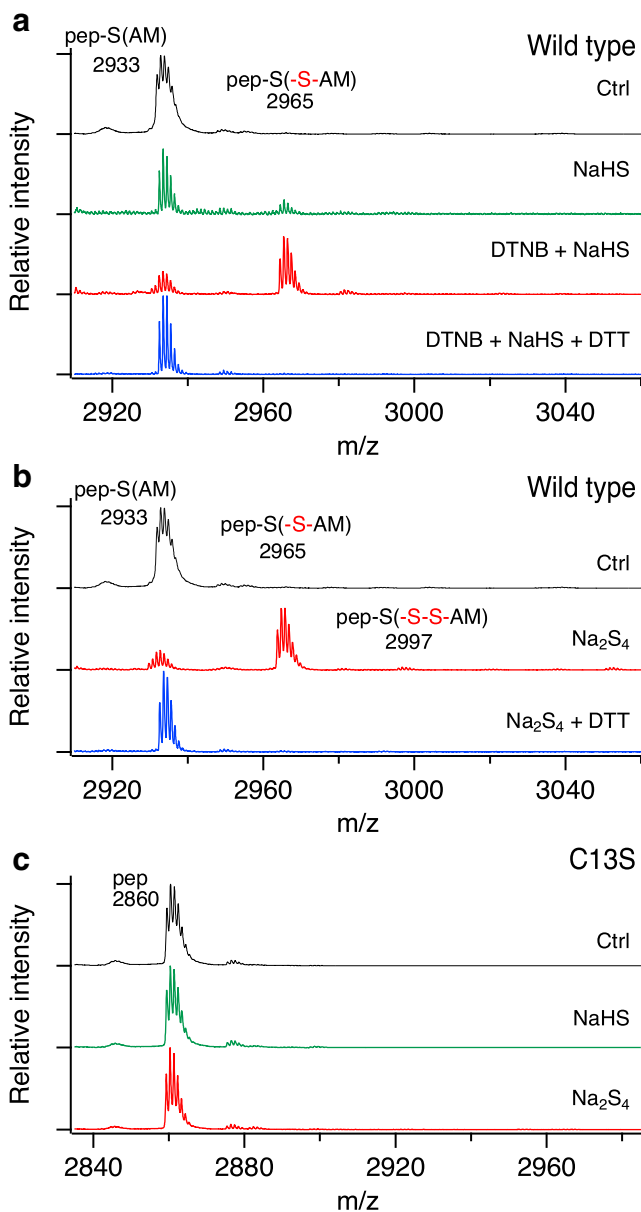 a
pep-S(AM)
2933
Wild type
pep-S(-S-AM)
2965
Ctrl
NaHS
DTNB + NaHS
DTNB + NaHS + DTT
Relative intensity
2920 2960 3000 3040
m/z
b
pep-S(AM)
2933
Wild type
pep-S(-S-AM)
2965
Ctrl
pep-S(-S-S-AM)
2997
Na₂S₄
Na₂S₄ + DTT
Relative intensity
2920 2960 3000 3040
m/z
c
C13S
pep
2860
Ctrl
NaHS
Na₂S₄
Relative intensity
2840 2880 2920 2960
m/z